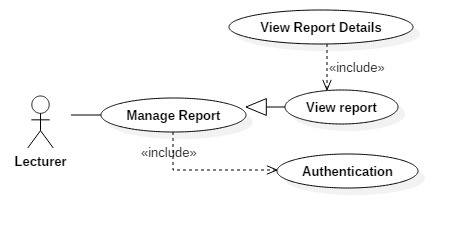 View Report Details
«include»
View report
Manage Report
Lecturer
«include»
Authentication